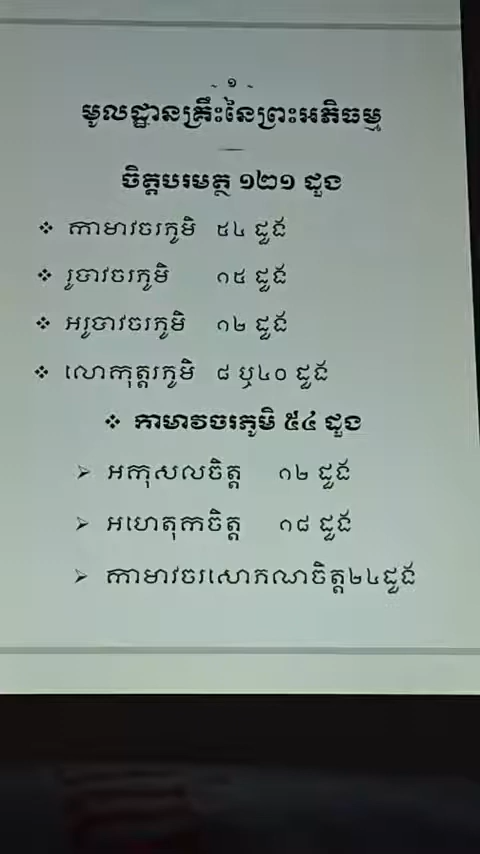 ~ ១ ~
មូលដ្ឋានគ្រឹះនៃព្រះអភិធម្ម
ចិត្តបរមត្ថ ១២១ ដួង
❖ កាមាវចរភូមិ ៥៤ ដួង
❖ រូបាវចរភូមិ ១៥ ដួង
❖ អរូបាវចរភូមិ ១២ ដួង
❖ លោកុត្តរភូមិ ៨ ឬ៤០ ដួង
❖ កាមាវចរភូមិ ៥៤ ដួង
➢ អកុសលចិត្ត ១២ ដួង
➢ អហេតុកចិត្ត ១៨ ដួង
➢ កាមាវចរសោភណចិត្ត២៤ដួង